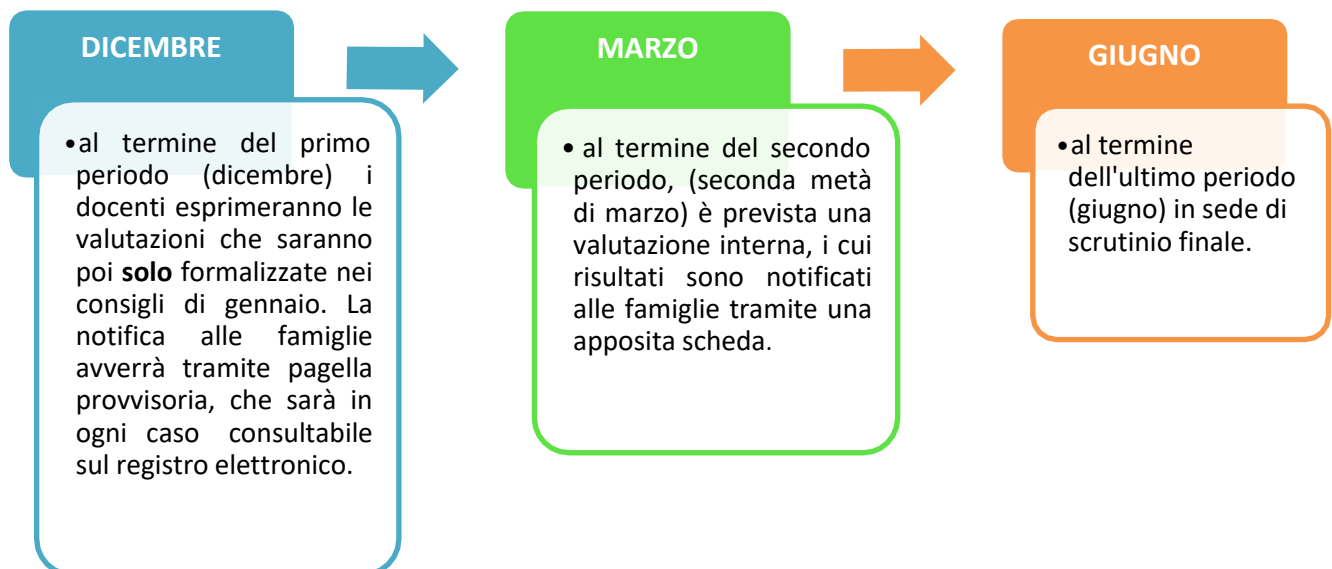 DICEMBRE
•al termine del primo
periodo (dicembre) i
docenti esprimeranno le
valutazioni che saranno
poi solo formalizzate nei
consigli di gennaio. La
notifica alle famiglie
avverrà tramite pagella
provvisoria, che sarà in
ogni caso consultabile
sul registro elettronico.
MARZO
• al termine del secondo
periodo, (seconda metà
di marzo) è prevista una
valutazione interna, i cui
risultati sono notificati
alle famiglie tramite una
apposita scheda.
GIUGNO
•al termine
dell'ultimo periodo
(giugno) in sede di
scrutinio finale.